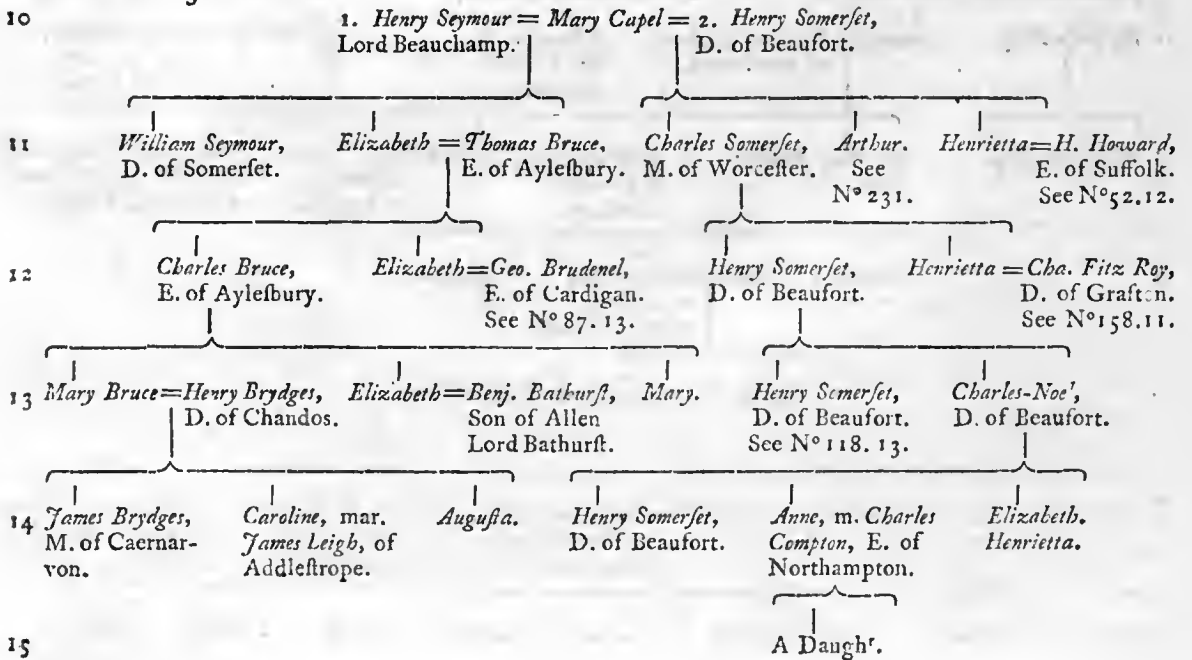 10 1. Henry Seymour = Mary Capel = 2. Henry Somerſet,
Lord Beauchamp. D. of Beaufort.
11 William Seymour, Elizabeth = Thomas Bruce, Charles Somerſet, Arthur. Henrietta=H. Howard,
D. of Somerſet. E. of Ayleſbury. M. of Worceſter. See E. of Suffolk.
N° 231. See N°52.12.
12 Charles Bruce, Elizabeth=Geo. Brudenel, Henry Somerſet, Henrietta = Cha. Fitz Roy,
E. of Ayleſbury. E. of Cardigan. D. of Beaufort. D. of Grafton.
See N° 87. 13. See N°158.11.
13 Mary Bruce=Henry Brydges, Elizabeth=Benj. Bathurſt, Mary. Henry Somerſet, Charles-Noeˡ,
D. of Chandos. Son of Allen D. of Beaufort. D. of Beaufort.
Lord Bathurſt. See N° 118. 13.
14 James Brydges, Caroline, mar. Auguſta. Henry Somerſet, Anne, m. Charles Elizabeth.
M. of Caernar- James Leigh, of D. of Beaufort. Compton, E. of Henrietta.
von. Addleſtrope. Northampton.
15 A Daughʳ.